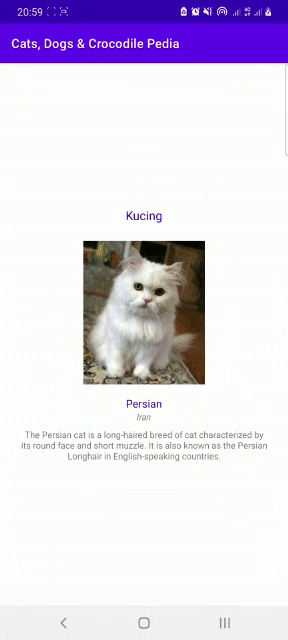 20:59
Cats, Dogs & Crocodile Pedia
Kucing
Persian
Iran
The Persian cat is a long-haired breed of cat characterized by
its round face and short muzzle. It is also known as the Persian
Longhair in English-speaking countries.